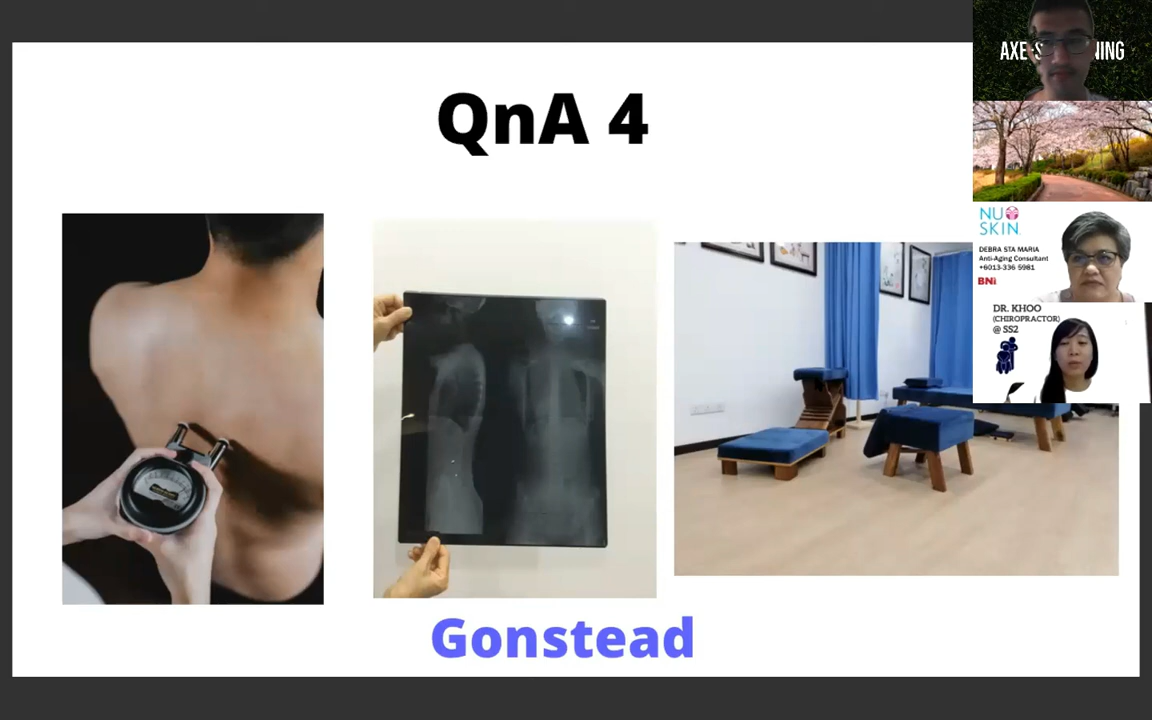 QnA 4
Gonstead
NU
SKIN
DEBRA STA MARIA
Anti-Aging Consultant
+6013-336 5981
BNI
DR. KHOO
(CHIROPRACTOR)
@ SS2